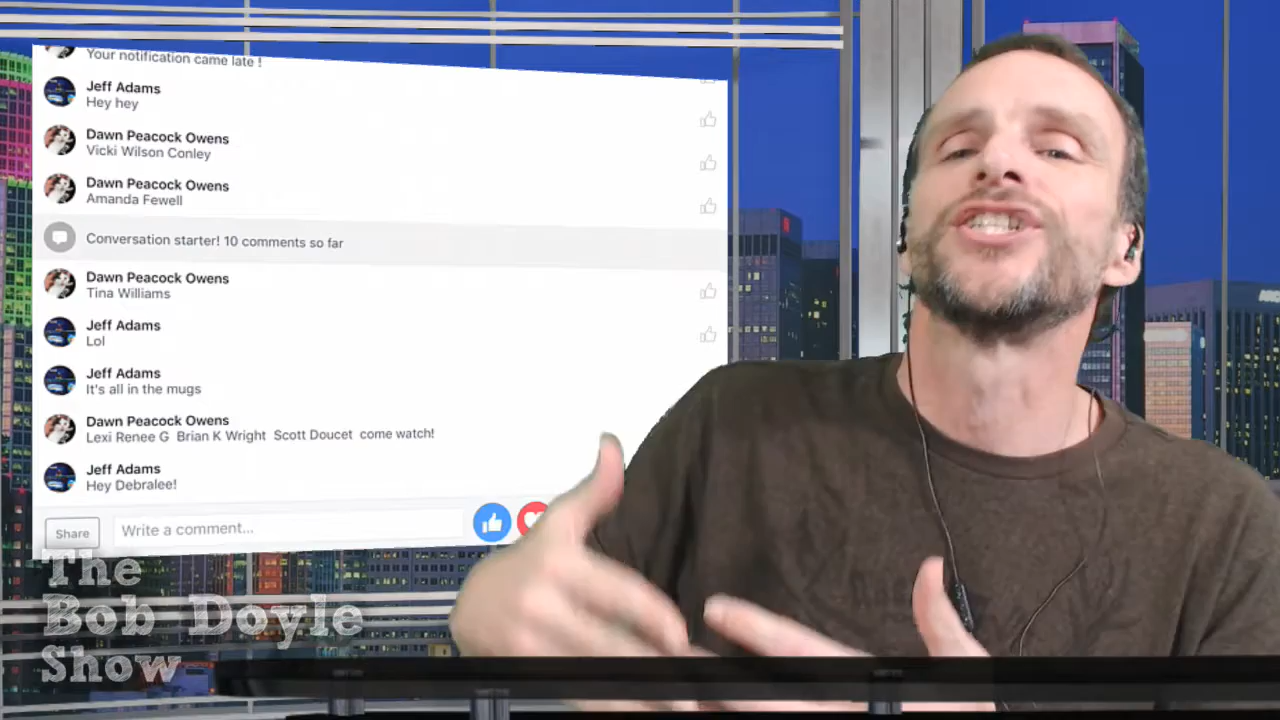 Your notification came late !
Jeff Adams
Hey hey
Dawn Peacock Owens
Vicki Wilson Conley
Dawn Peacock Owens
Amanda Fewell
Conversation starter! 10 comments so far
Dawn Peacock Owens
Tina Williams
Jeff Adams
Lol
Jeff Adams
It's all in the mugs
Dawn Peacock Owens
Lexi Renee G Brian K Wright Scott Doucet come watch!
Jeff Adams
Hey Debralee!
Share
Write a comment...
The
Bob Doyle
Show